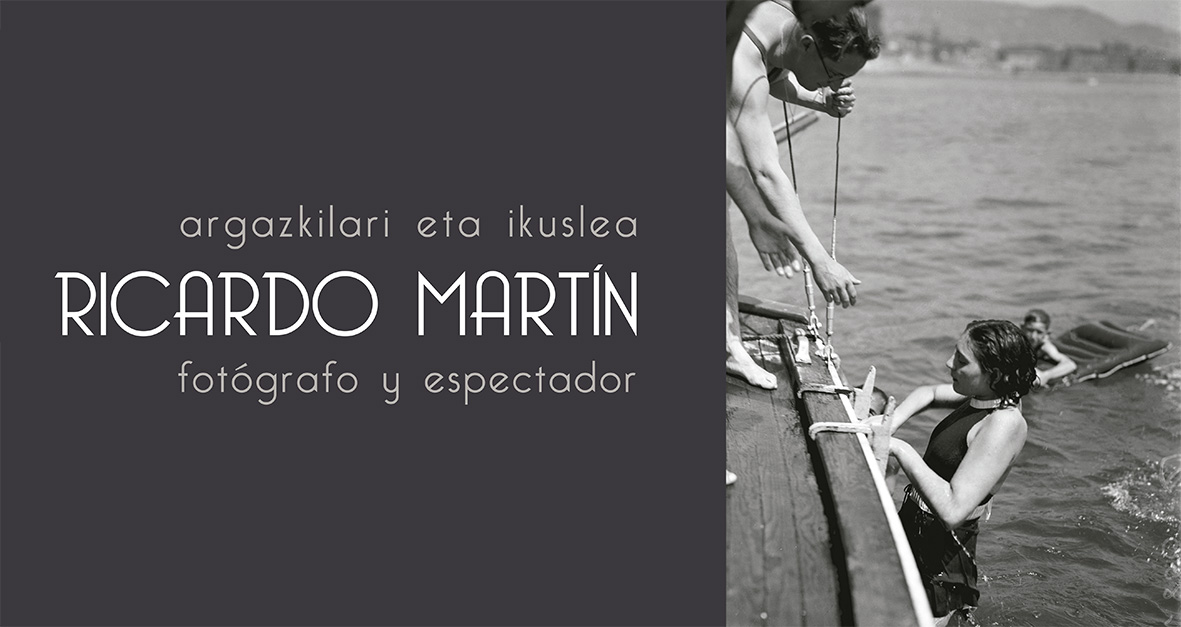 argazkilari eta ikuslea
RICARDO MARTÍN
fotógrafo y espectador